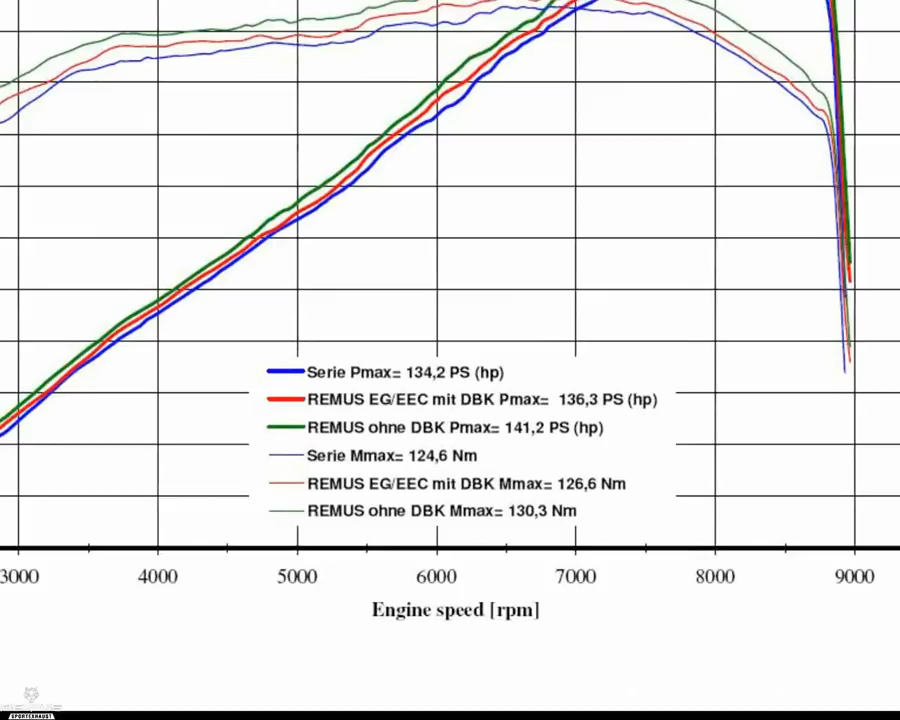 Serie Pmax= 134,2 PS (hp)
REMUS EG/EEC mit DBK Pmax= 136,3 PS (hp)
REMUS ohne DBK Pmax= 141,2 PS (hp)
Serie Mmax= 124,6 Nm
REMUS EG/EEC mit DBK Mmax= 126,6 Nm
REMUS ohne DBK Mmax= 130,3 Nm
3000 4000 5000 6000 7000 8000 9000
Engine speed [rpm]
REMUS
SPORTEXHAUST